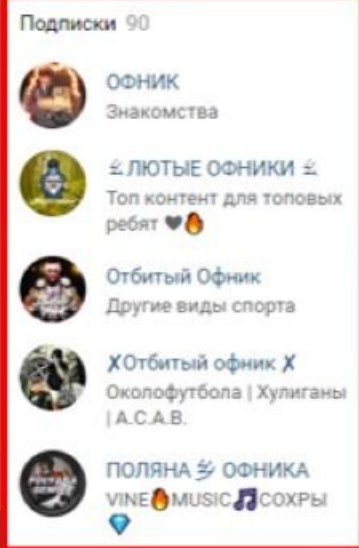 Подписки 90
ОФНИК
Знакомства
ㄠ ЛЮТЫЕ ОФНИКИ ㄠ
Топ контент для топовых
ребят 🖤🔥
Отбитый Офник
Другие виды спорта
✗Отбитый офник ✗
Околофутбола | Хулиганы
| A.C.A.B.
ПОЛЯНА 乡 ОФНИКА
VINE🔥MUSIC🎵СОХРЫ
💎